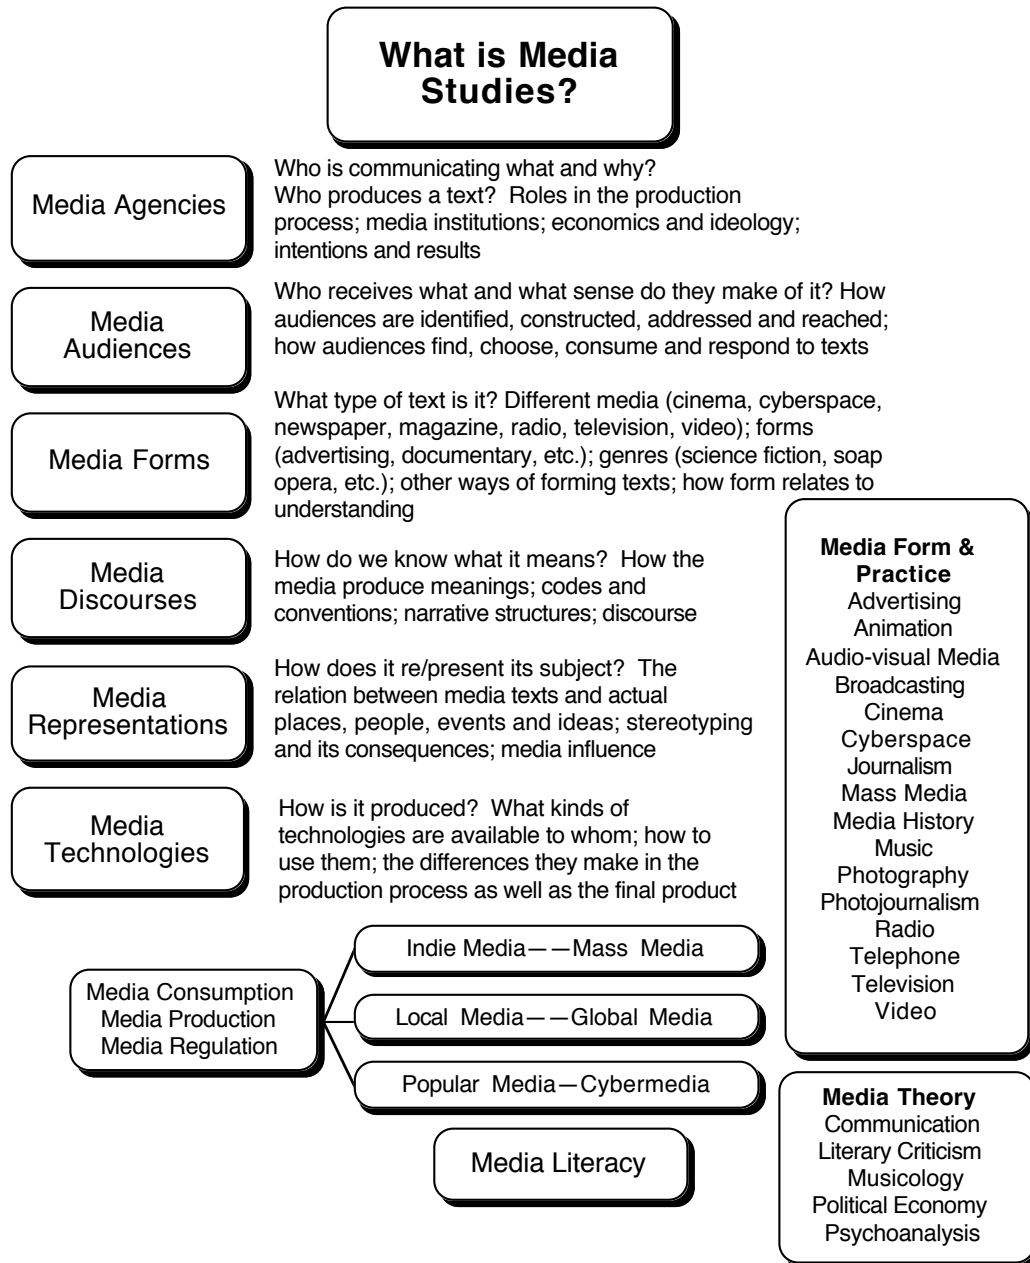 What is Media
Studies?
Media Agencies
Who is communicating what and why?
Who produces a text? Roles in the production
process; media institutions; economics and ideology;
intentions and results
Media
Audiences
Who receives what and what sense do they make of it? How
audiences are identified, constructed, addressed and reached;
how audiences find, choose, consume and respond to texts
Media Forms
What type of text is it? Different media (cinema, cyberspace,
newspaper, magazine, radio, television, video); forms
(advertising, documentary, etc.); genres (science fiction, soap
opera, etc.); other ways of forming texts; how form relates to
understanding
Media
Discourses
How do we know what it means? How the
media produce meanings; codes and
conventions; narrative structures; discourse
Media
Representations
How does it re/present its subject? The
relation between media texts and actual
places, people, events and ideas; stereotyping
and its consequences; media influence
Media
Technologies
How is it produced? What kinds of
technologies are available to whom; how to
use them; the differences they make in the
production process as well as the final product
Media Consumption
Media Production
Media Regulation
Indie Media——Mass Media
Local Media——Global Media
Popular Media—Cybermedia
Media Literacy
Media Form &
Practice
Advertising
Animation
Audio-visual Media
Broadcasting
Cinema
Cyberspace
Journalism
Mass Media
Media History
Music
Photography
Photojournalism
Radio
Telephone
Television
Video
Media Theory
Communication
Literary Criticism
Musicology
Political Economy
Psychoanalysis